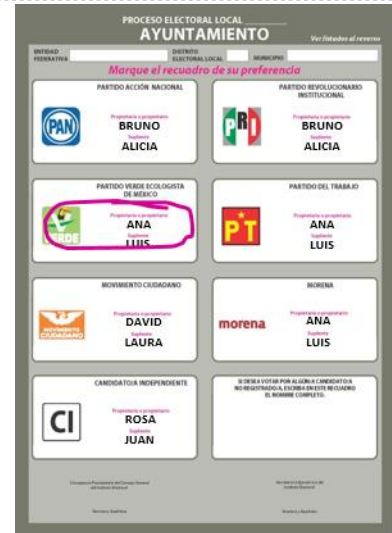 PROCESO ELECTORAL LOCAL
AYUNTAMIENTO
Ver listados al reverso
ENTIDAD FEDERATIVA
DISTRITO ELECTORAL LOCAL
MUNICIPIO
Marque el recuadro de su preferencia
PARTIDO ACCIÓN NACIONAL
PAN
Propietaria o propietario
BRUNO
Suplente
ALICIA
PARTIDO REVOLUCIONARIO
INSTITUCIONAL
PRI
Propietaria o propietario
BRUNO
Suplente
ALICIA
PARTIDO VERDE ECOLOGISTA
DE MÉXICO
VERDE
Propietaria o propietario
ANA
Suplente
LUIS
PARTIDO DEL TRABAJO
PT
Propietaria o propietario
ANA
Suplente
LUIS
MOVIMIENTO CIUDADANO
MOVIMIENTO
CIUDADANO
Propietaria o propietario
DAVID
Suplente
LAURA
MORENA
morena
Propietaria o propietario
ANA
Suplente
LUIS
CANDIDATO/A INDEPENDIENTE
CI
Propietaria o propietario
ROSA
Suplente
JUAN
SI DESEA VOTAR POR ALGÚN/A CANDIDATO/A
NO REGISTRADO/A, ESCRIBA EN ESTE RECUADRO
EL NOMBRE COMPLETO.